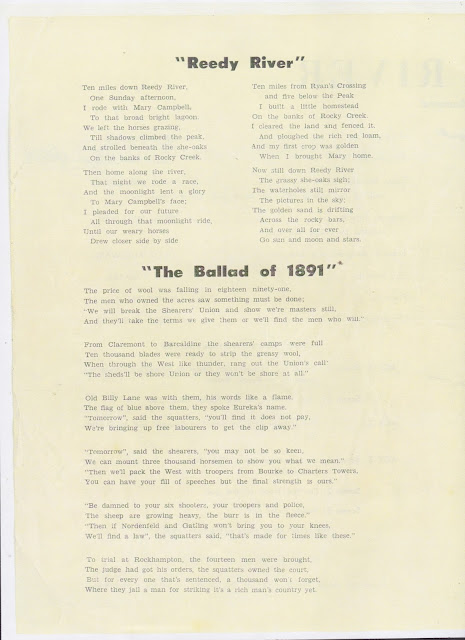 "Reedy River"
Ten miles down Reedy River,
One Sunday afternoon,
I rode with Mary Campbell,
To that broad bright lagoon.
We left the horses grazing,
Till shadows climbed the peak,
And strolled beneath the she-oaks
On the banks of Rocky Creek.
Then home along the river,
That night we rode a race,
And the moonlight lent a glory
To Mary Campbell's face;
I pleaded for our future
All through that moonlight ride,
Until our weary horses
Drew closer side by side
Ten miles from Ryan's Crossing
and five below the Peak
I built a little homestead
On the banks of Rocky Creek.
I cleared the land and fenced it.
And ploughed the rich red loam,
And my first crop was golden
When I brought Mary home.
Now still down Reedy River
The grassy she-oaks sigh;
The waterholes still mirror
The pictures in the sky;
The golden sand is drifting
Across the rocky bars,
And over all for ever
Go sun and moon and stars.
"The Ballad of 1891"
The price of wool was falling in eighteen ninety-one,
The men who owned the acres saw something must be done;
"We will break the Shearers' Union and show we're masters still,
And they'll take the terms we give them or we'll find the men who will."
From Claremont to Barcaldine the shearers' camps were full
Ten thousand blades were ready to strip the greasy wool,
When through the West like thunder, rang out the Union's call'
"The sheds'll be shore Union or they won't be shore at all."
Old Billy Lane was with them, his words like a flame,
The flag of blue above them, they spoke Eureka's name.
"Tomorrow", said the squatters, "you'll find it does not pay,
We're bringing up free labourers to get the clip away."
"Tomorrow", said the shearers, "you may not be so keen,
We can mount three thousand horsemen to show you what we mean."
"Then we'll pack the West with troopers from Bourke to Charters Towers,
You can have your fill of speeches but the final strength is ours."
"Be damned to your six shooters, your troopers and police,
The sheep are growing heavy, the burr is in the fleece."
"Then if Nordenfeld and Gatling won't bring you to your knees,
We'll find a law", the squatters said, "that's made for times like these."
To trial at Rockhampton, the fourteen men were brought,
The judge had got his orders, the squatters owned the court,
But for every one that's sentenced, a thousand won't forget,
Where they jail a man for striking it's a rich man's country yet.